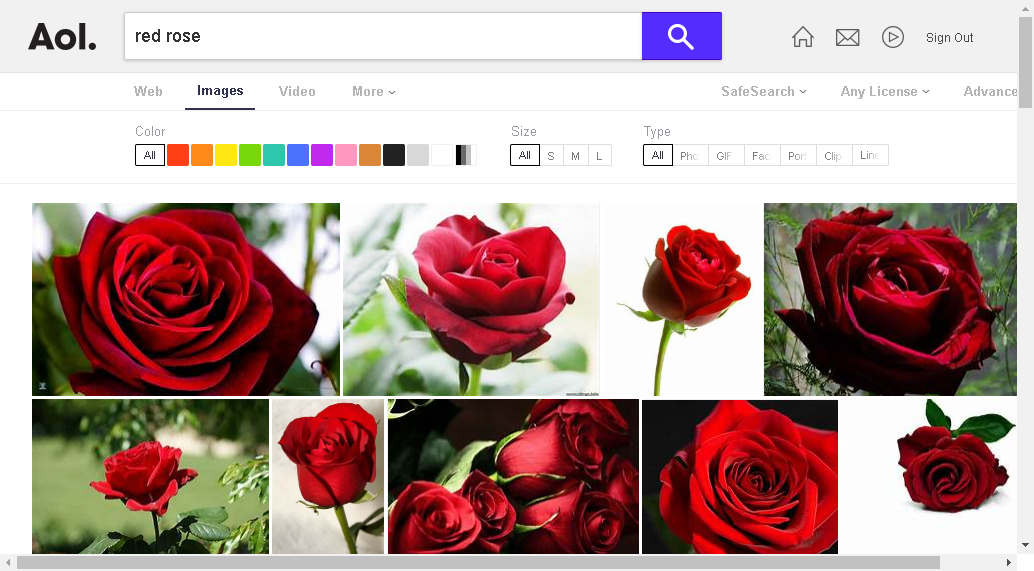 Aol.
red rose
Sign Out
Web Images Video More SafeSearch Any License Advance
Color Size Type
All All S M L All Pho GIF Fac Por Clip Line